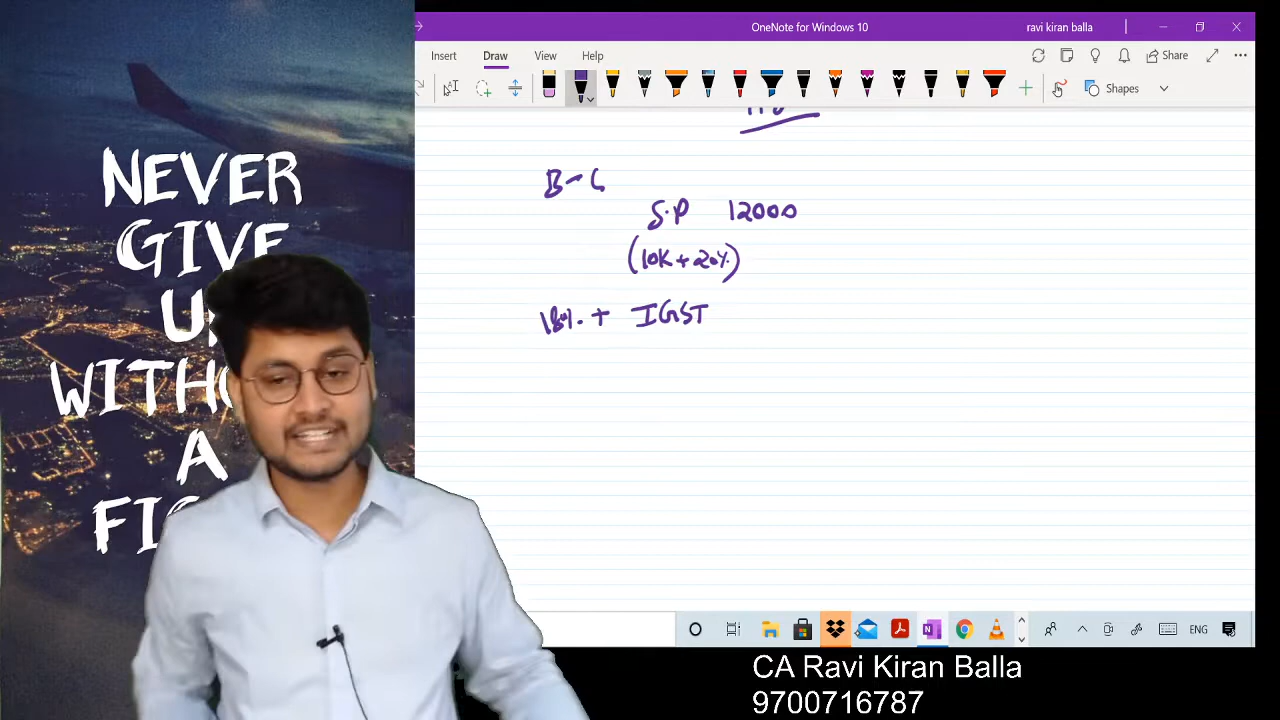 NEVER
GIVE
WITH
A
OneNote for Windows 10
ravi kiran balla
Insert Draw View Help
Share
Shapes
B - C
S.P 12000
(10K + 20%)
18% + IGST
ENG
CA Ravi Kiran Balla
9700716787